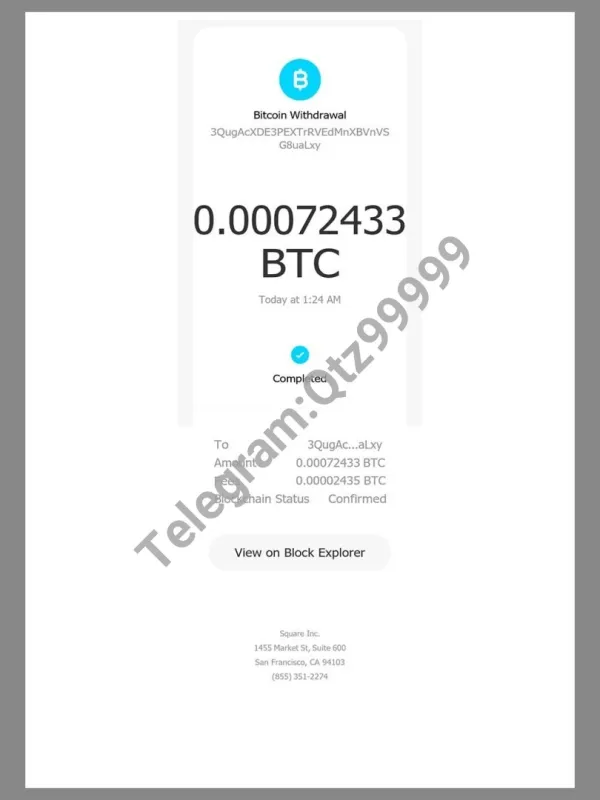 Bitcoin Withdrawal
3QugAcXDE3PEXTrRVEdMnXBVnVS
G8uaLxy
0.00072433
BTC
Today at 1:24 AM
Completed
To 3QugAc...aLxy
Amount 0.00072433 BTC
Fee 0.00002435 BTC
Blockchain Status Confirmed
View on Block Explorer
Square Inc.
1455 Market St, Suite 600
San Francisco, CA 94103
(855) 351-2274
Telegram:Qtz99999